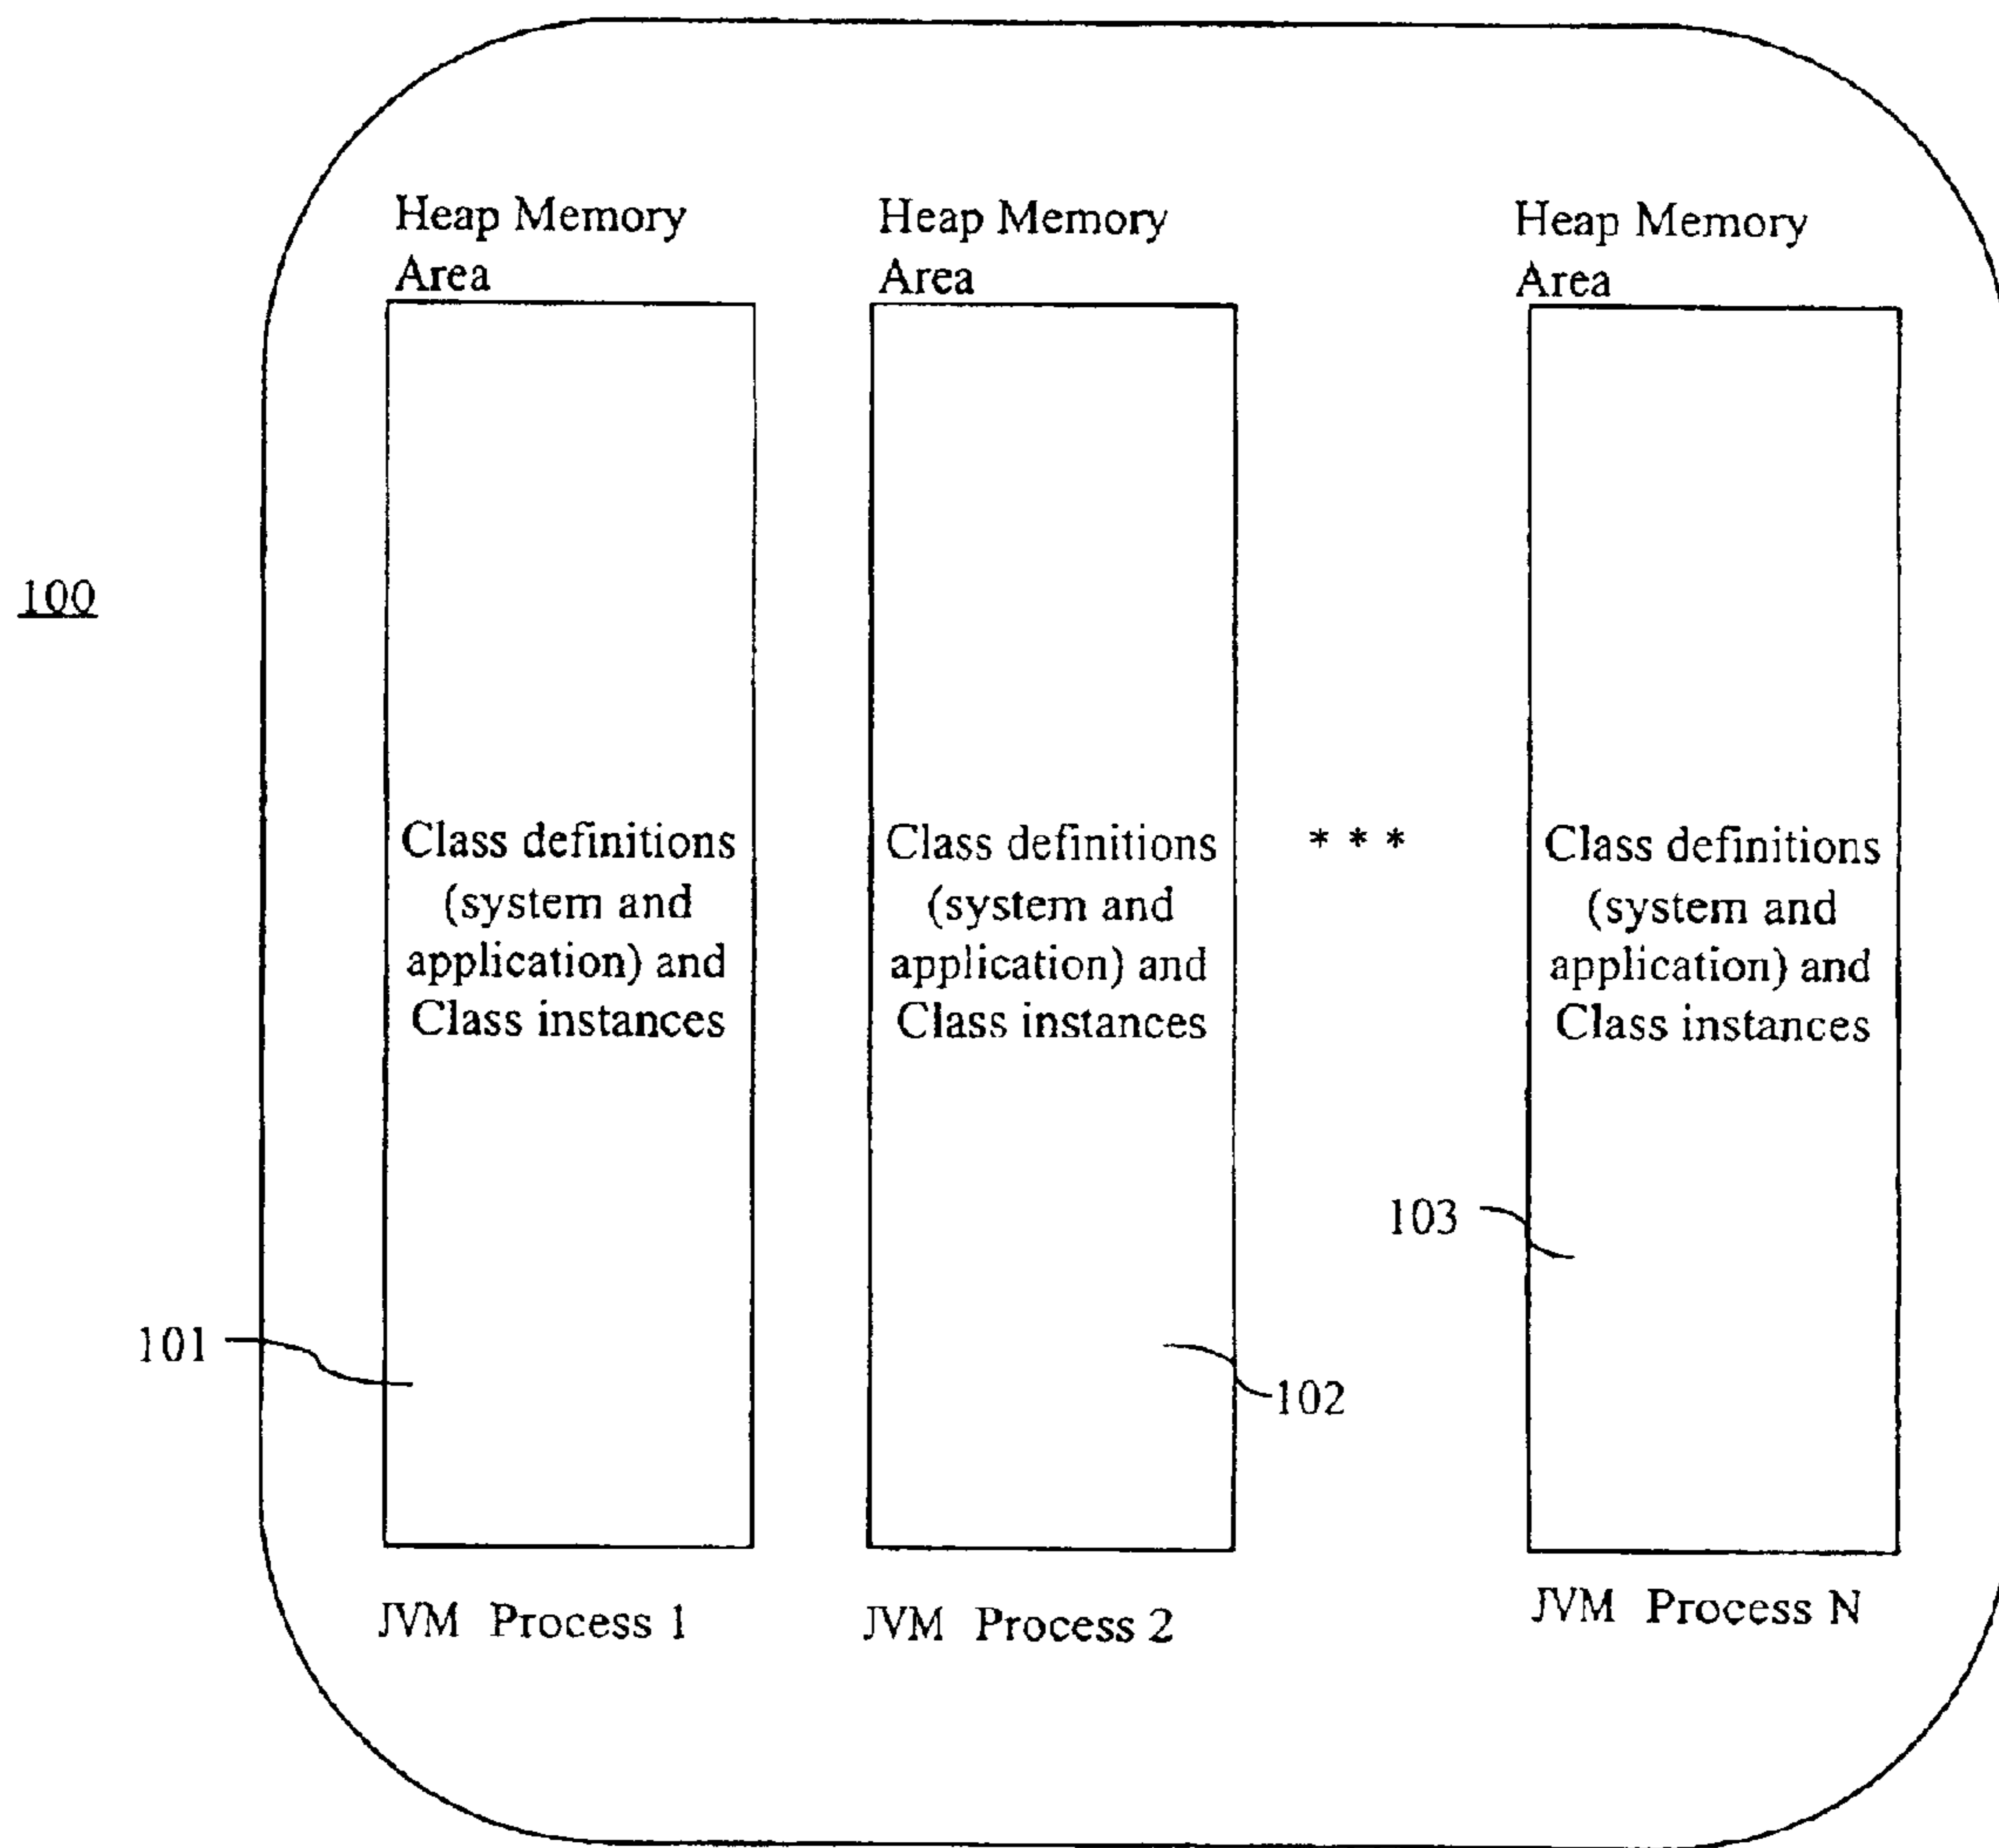 Heap Memory
Area
Heap Memory
Area
Heap Memory
Area
100
Class definitions
(system and
application) and
Class instances
Class definitions
(system and
application) and
Class instances
* * *
Class definitions
(system and
application) and
Class instances
103
101
102
JVM Process 1
JVM Process 2
JVM Process N